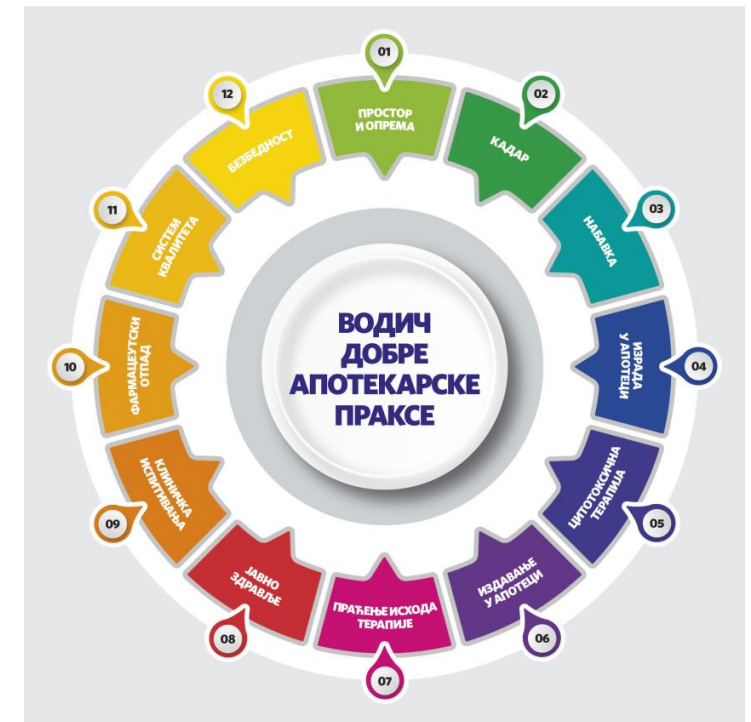 ВОДИЧ
ДОБРЕ
АПОТЕКАРСКЕ
ПРАКСЕ
01
ПРОСТОР
И ОПРЕМА
02
КАДАР
03
НАБАВКА
04
ИЗРАДА
У АПОТЕЦИ
05
ЦИТОТОКСИЧНА
ТЕРАПИЈА
06
ИЗДАВАЊЕ
У АПОТЕЦИ
07
ПРАЋЕЊЕ ИСХОДА
ТЕРАПИЈЕ
08
ЈАВНО
ЗДРАВЉЕ
09
КЛИНИЧКА
ИСПИТИВАЊА
10
ФАРМАЦЕУТСКИ
ОТПАД
11
СИСТЕМ
КВАЛИТЕТА
12
БЕЗБЕДНОСТ